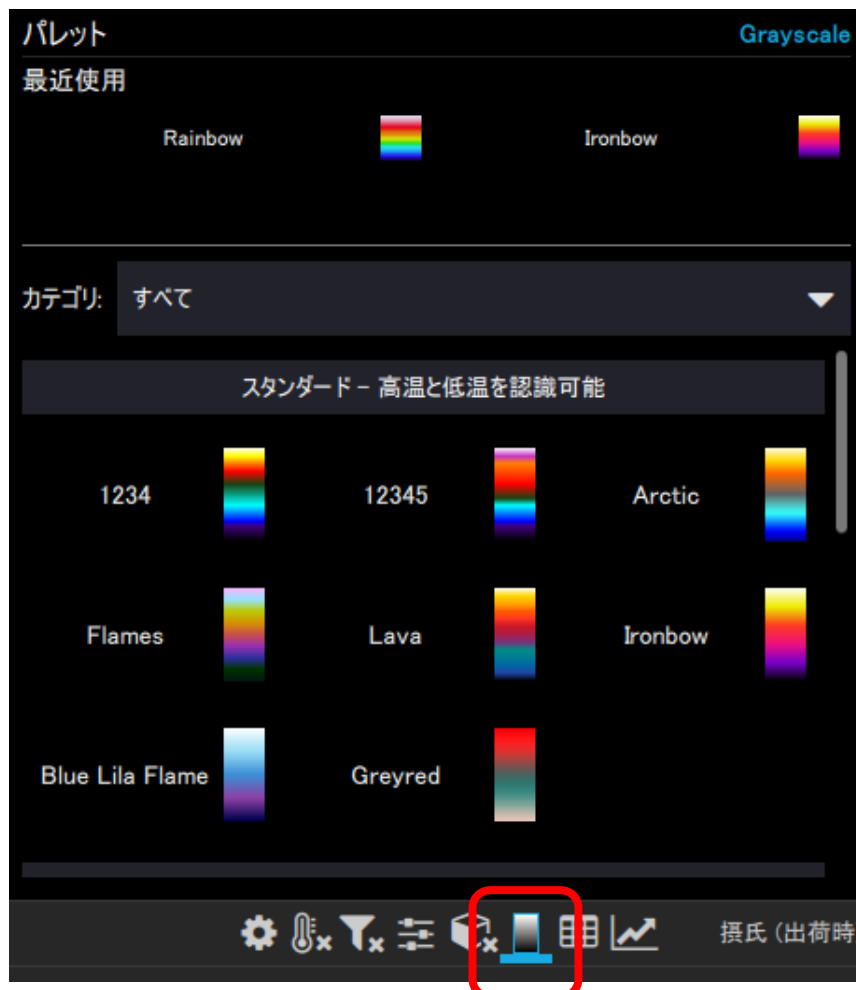 パレット Grayscale
最近使用
Rainbow Ironbow
カテゴリ: すべて
スタンダード – 高温と低温を認識可能
1234 12345 Arctic
Flames Lava Ironbow
Blue Lila Flame Greyred
摂氏 (出荷時